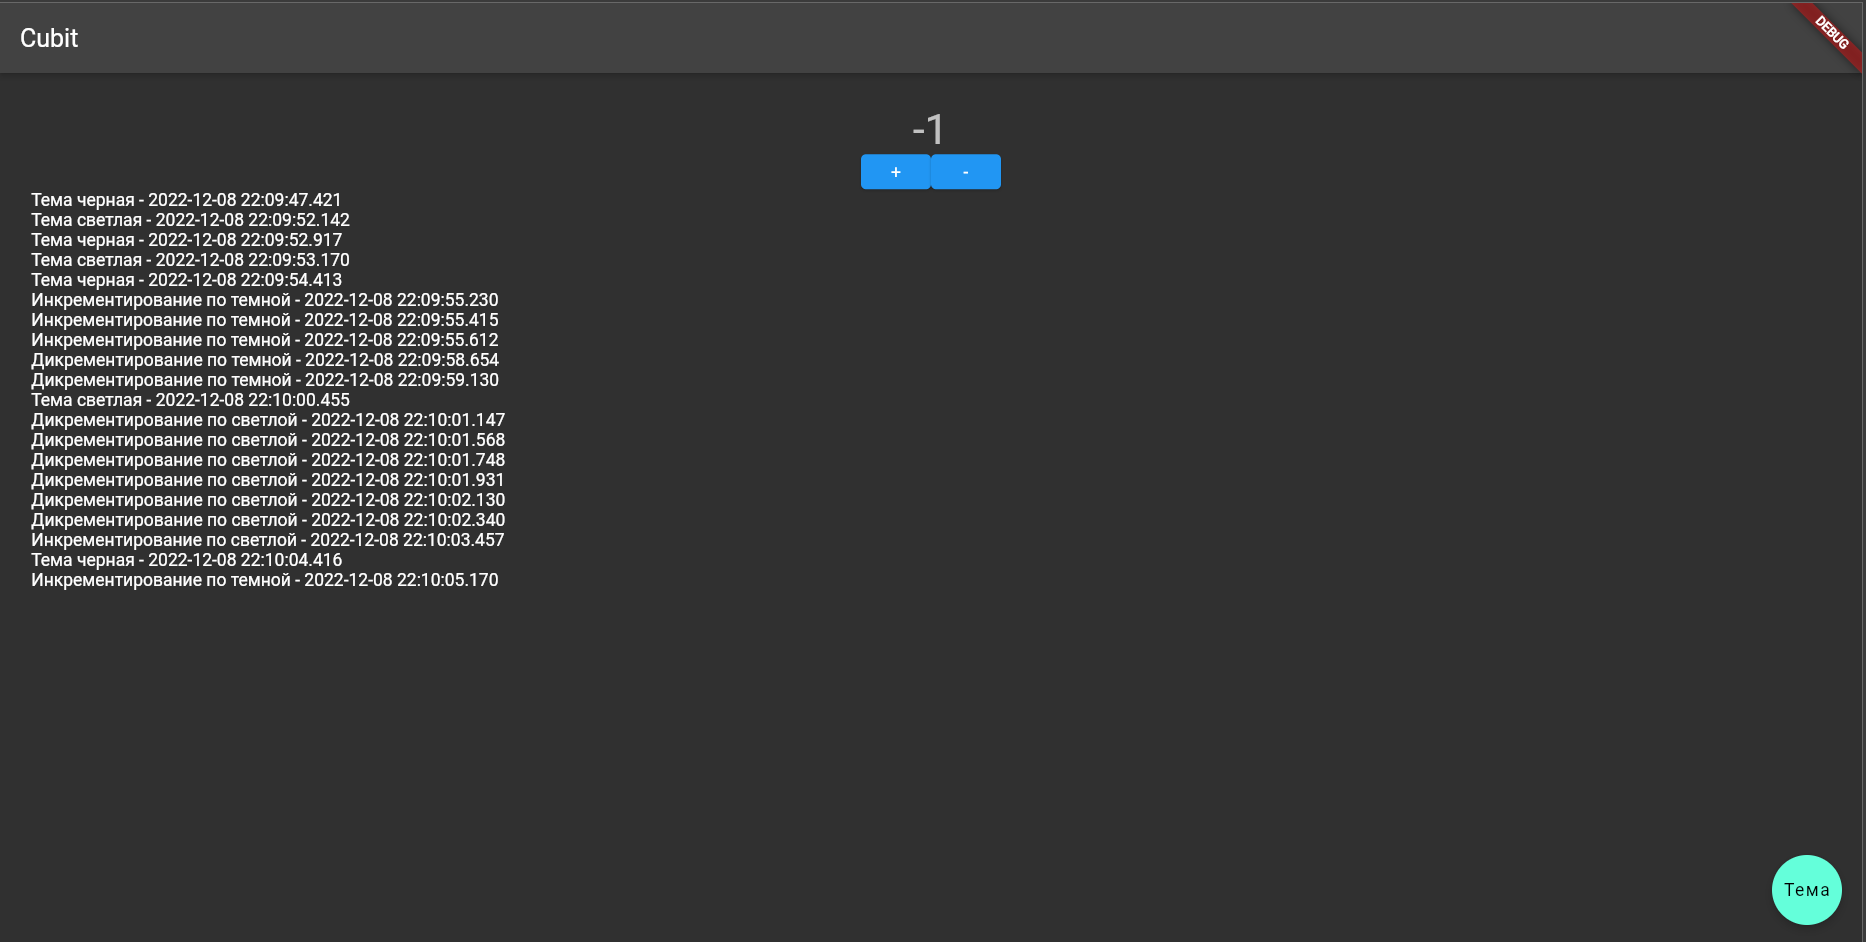 Cubit
DEBUG
-1
+ -
Тема черная - 2022-12-08 22:09:47.421
Тема светлая - 2022-12-08 22:09:52.142
Тема черная - 2022-12-08 22:09:52.917
Тема светлая - 2022-12-08 22:09:53.170
Тема черная - 2022-12-08 22:09:54.413
Инкрементирование по темной - 2022-12-08 22:09:55.230
Инкрементирование по темной - 2022-12-08 22:09:55.415
Инкрементирование по темной - 2022-12-08 22:09:55.612
Дикрементирование по темной - 2022-12-08 22:09:58.654
Дикрементирование по темной - 2022-12-08 22:09:59.130
Тема светлая - 2022-12-08 22:10:00.455
Дикрементирование по светлой - 2022-12-08 22:10:01.147
Дикрементирование по светлой - 2022-12-08 22:10:01.568
Дикрементирование по светлой - 2022-12-08 22:10:01.748
Дикрементирование по светлой - 2022-12-08 22:10:01.931
Дикрементирование по светлой - 2022-12-08 22:10:02.130
Дикрементирование по светлой - 2022-12-08 22:10:02.340
Инкрементирование по светлой - 2022-12-08 22:10:03.457
Тема черная - 2022-12-08 22:10:04.416
Инкрементирование по темной - 2022-12-08 22:10:05.170
Тема